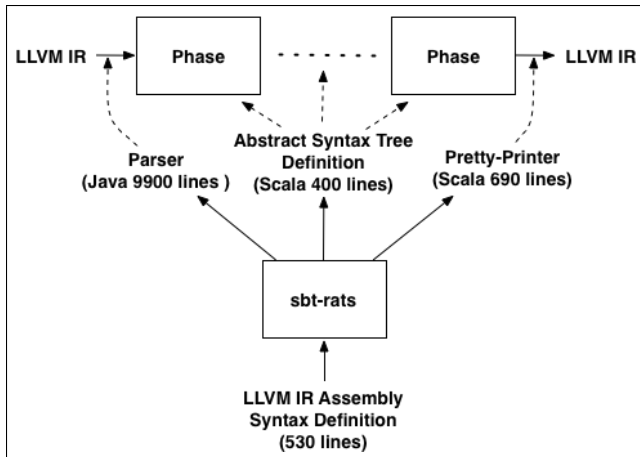 LLVM IR
Phase
Phase
LLVM IR
Parser
(Java 9900 lines )
Abstract Syntax Tree
Definition
(Scala 400 lines)
Pretty-Printer
(Scala 690 lines)
sbt-rats
LLVM IR Assembly
Syntax Definition
(530 lines)